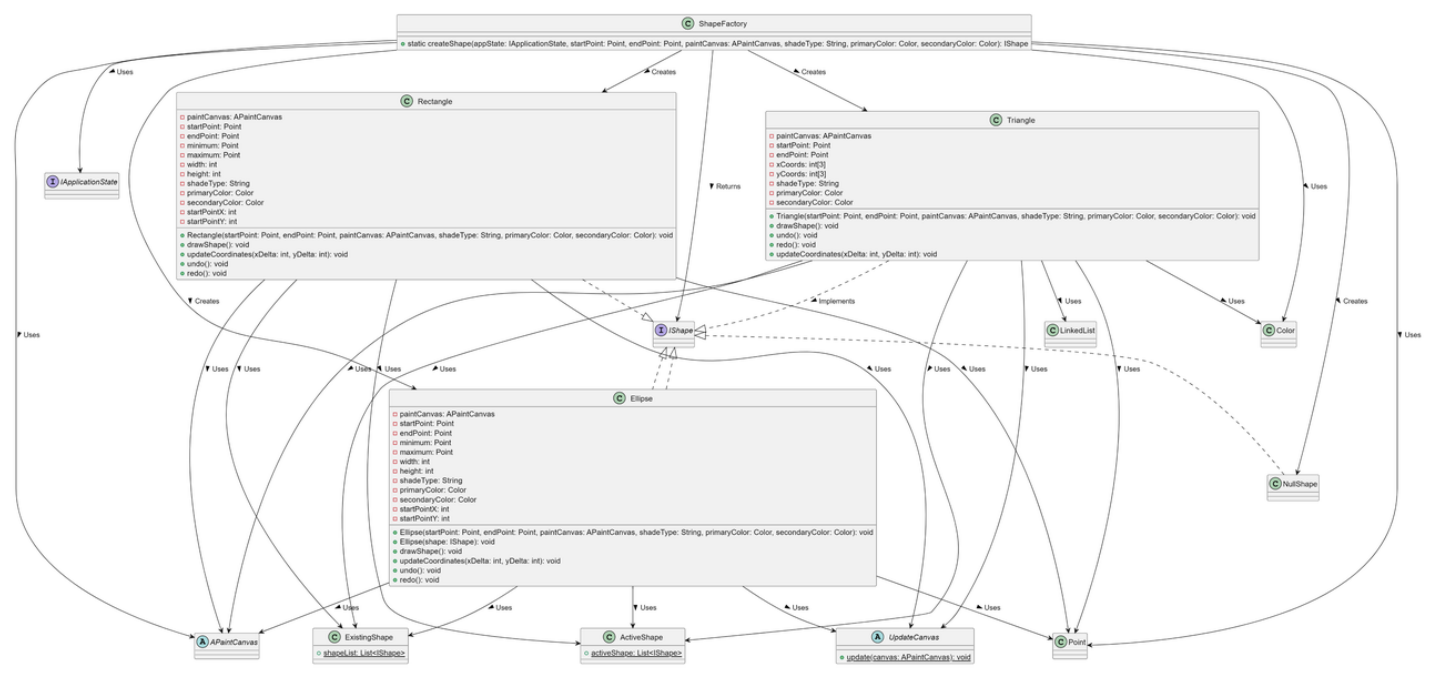 C ShapeFactory
static createShape(appState: IApplicationState, startPoint: Point, endPoint: Point, paintCanvas: APaintCanvas, shadeType: String, primaryColor: Color, secondaryColor: Color): IShape
Uses
Creates
Creates
C Rectangle
paintCanvas: APaintCanvas
startPoint: Point
endPoint: Point
minimum: Point
maximum: Point
width: int
height: int
shadeType: String
primaryColor: Color
secondaryColor: Color
startPointX: int
startPointY: int
Rectangle(startPoint: Point, endPoint: Point, paintCanvas: APaintCanvas, shadeType: String, primaryColor: Color, secondaryColor: Color): void
drawShape(): void
updateCoordinates(xDelta: int, yDelta: int): void
undo(): void
redo(): void
C Triangle
paintCanvas: APaintCanvas
startPoint: Point
endPoint: Point
xCoords: int[3]
yCoords: int[3]
shadeType: String
primaryColor: Color
secondaryColor: Color
Triangle(startPoint: Point, endPoint: Point, paintCanvas: APaintCanvas, shadeType: String, primaryColor: Color, secondaryColor: Color): void
drawShape(): void
undo(): void
redo(): void
updateCoordinates(xDelta: int, yDelta: int): void
I IApplicationState
Returns
Uses
Creates
Implements
Uses
Uses
Creates
Uses
Uses
I IShape
C LinkedList
C Color
Uses
Uses
Uses
Uses
Uses
Uses
Uses
Uses
Uses
Uses
C Ellipse
paintCanvas: APaintCanvas
startPoint: Point
endPoint: Point
minimum: Point
maximum: Point
width: int
height: int
shadeType: String
primaryColor: Color
secondaryColor: Color
startPointX: int
startPointY: int
Ellipse(startPoint: Point, endPoint: Point, paintCanvas: APaintCanvas, shadeType: String, primaryColor: Color, secondaryColor: Color): void
Ellipse(shape: IShape): void
drawShape(): void
updateCoordinates(xDelta: int, yDelta: int): void
undo(): void
redo(): void
C NullShape
Uses
Uses
Uses
Uses
Uses
A APaintCanvas
C ExistingShape
shapeList: List<IShape>
C ActiveShape
activeShape: List<IShape>
A UpdateCanvas
update(canvas: APaintCanvas): void
C Point